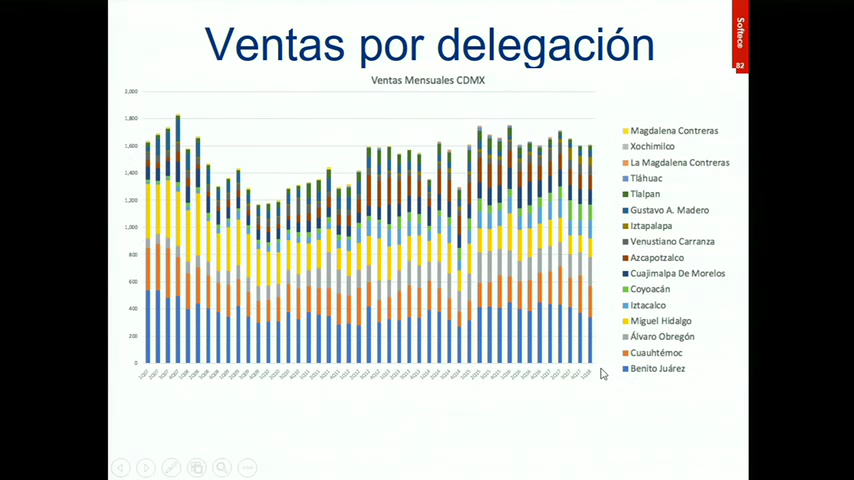 Ventas por delegación
Softece
82
Ventas Mensuales CDMX
2,000
1,800
1,600
1,400
1,200
1,000
800
600
400
200
0
Magdalena Contreras
Xochimilco
La Magdalena Contreras
Tláhuac
Tlalpan
Gustavo A. Madero
Iztapalapa
Venustiano Carranza
Azcapotzalco
Cuajimalpa De Morelos
Coyoacán
Iztacalco
Miguel Hidalgo
Álvaro Obregón
Cuauhtémoc
Benito Juárez